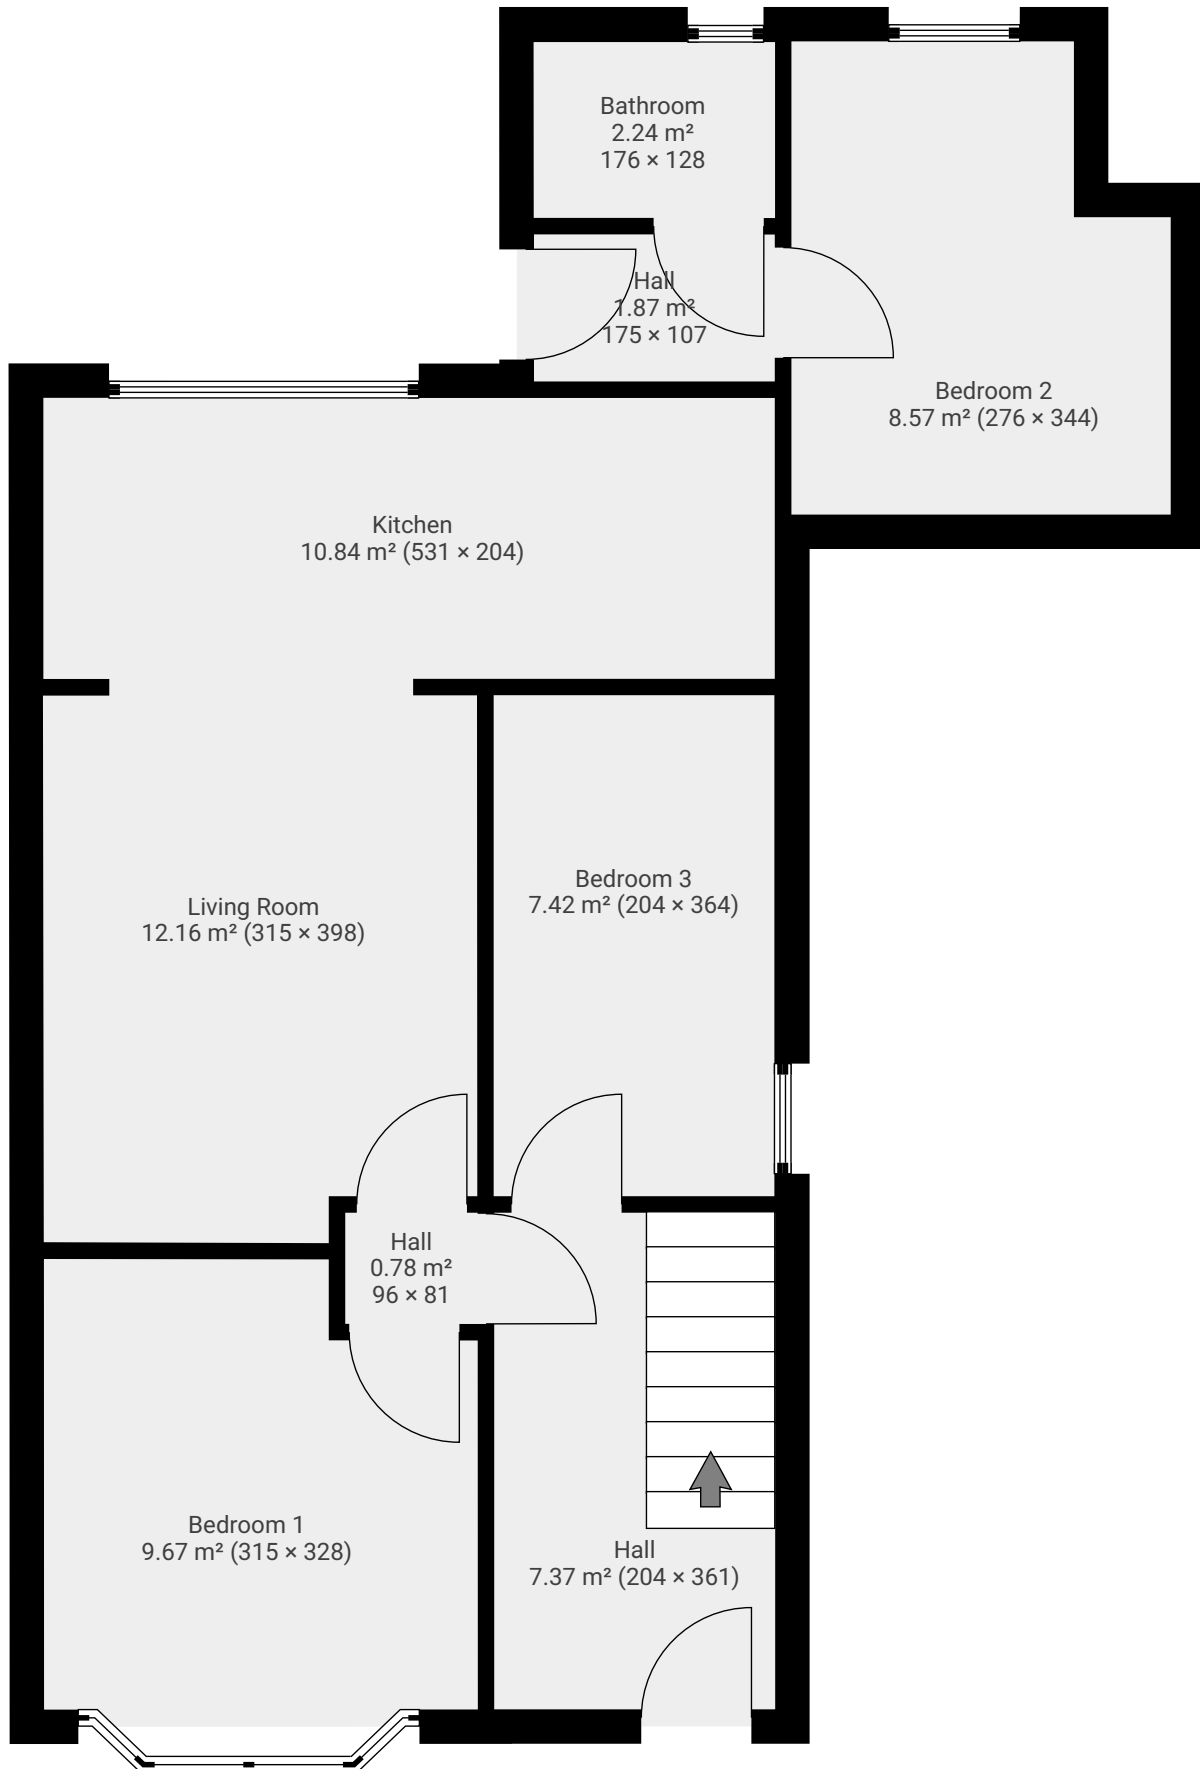 Bathroom
2.24 m²
176 × 128
Hall
1.87 m²
175 × 107
Bedroom 2
8.57 m² (276 × 344)
Kitchen
10.84 m² (531 × 204)
Bedroom 3
7.42 m² (204 × 364)
Living Room
12.16 m² (315 × 398)
Hall
0.78 m²
96 × 81
Bedroom 1
9.67 m² (315 × 328)
Hall
7.37 m² (204 × 361)